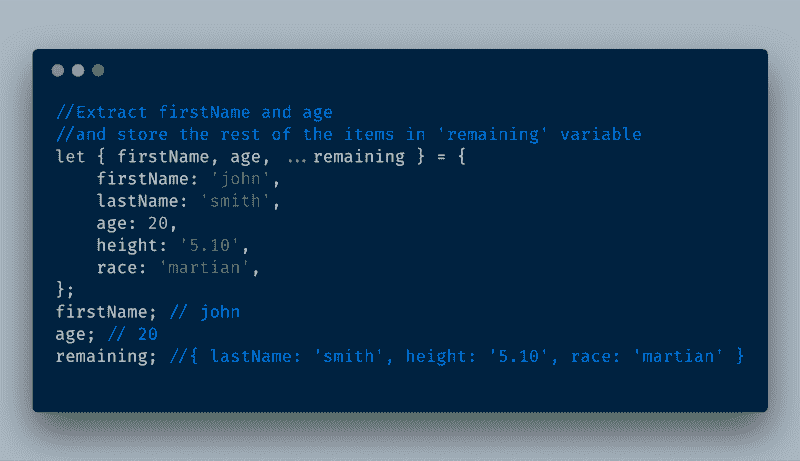 //Extract firstName and age
//and store the rest of the items in 'remaining' variable
let { firstName, age, ...remaining } = {
    firstName: 'john',
    lastName: 'smith',
    age: 20,
    height: '5.10',
    race: 'martian',
};
firstName; // john
age; // 20
remaining; //{ lastName: 'smith', height: '5.10', race: 'martian' }